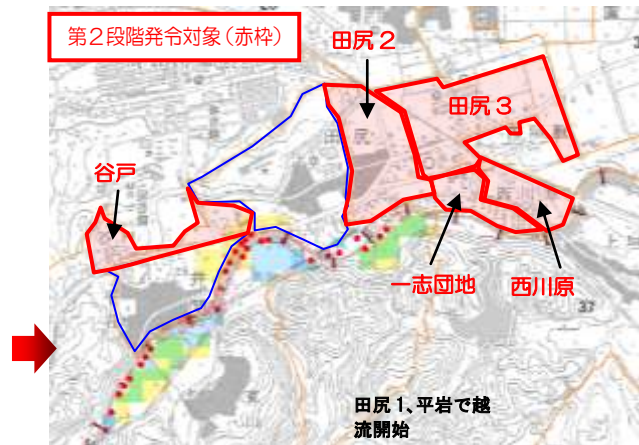 第２段階発令対象（赤枠）
田尻２
田尻３
谷戸
一志団地
西川原
37
田尻１、平岩で越
流開始